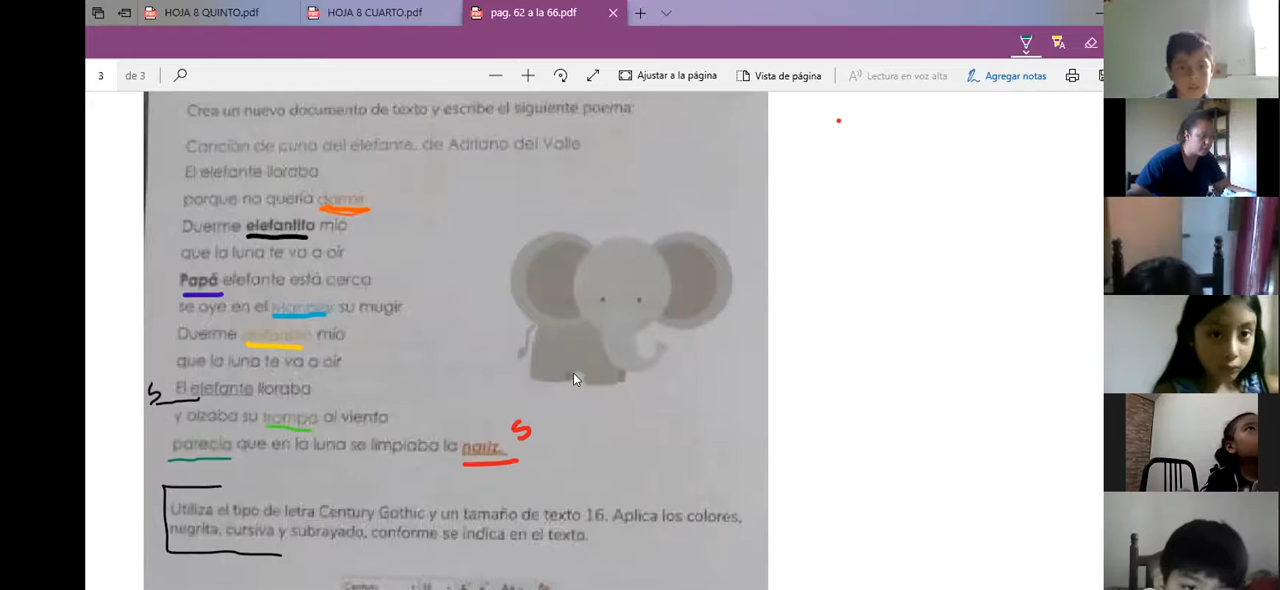 HOJA 8 QUINTO.pdf
HOJA 8 CUARTO.pdf
pag. 62 a la 66.pdf
3 de 3
Ajustar a la página
Vista de página
Lectura en voz alta
Agregar notas
Crea un nuevo documento de texto y escribe el siguiente poema:
Canción de cuna del elefante, de Adriano del Valle
El elefante lloraba
porque no quería dormir
Duerme elefantito mío
que la luna te va a oír
Papá elefante está cerca
se oye en el manglar su mugir
Duerme elefantito mío
que la luna te va a oír
S El elefante lloraba
y alzaba su trompa al viento
parecía que en la luna se limpiaba la nariz. S
Utiliza el tipo de letra Century Gothic y un tamaño de texto 16. Aplica los colores,
negrita, cursiva y subrayado, conforme se indica en el texto.